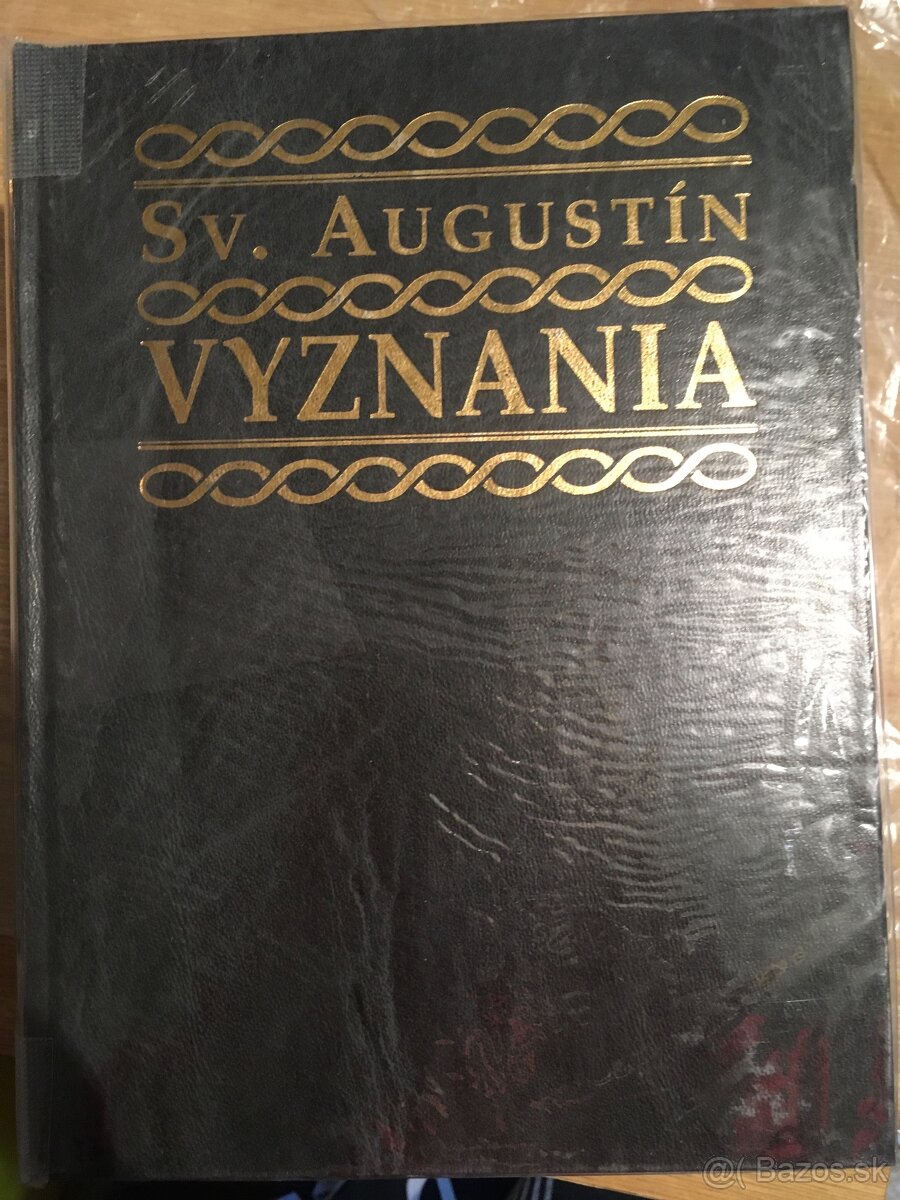 Sv. Augustín
VYZNANIA
@( Bazos.sk